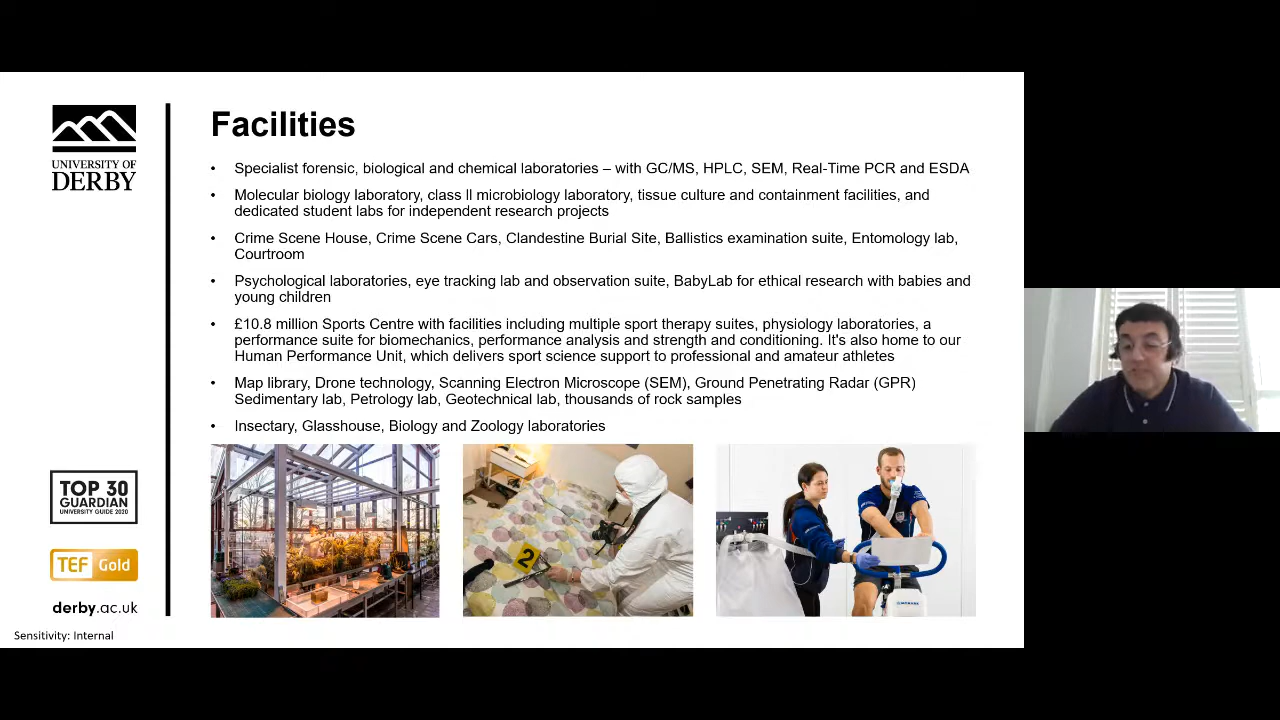 Facilities
• Specialist forensic, biological and chemical laboratories – with GC/MS, HPLC, SEM, Real-Time PCR and ESDA
• Molecular biology laboratory, class II microbiology laboratory, tissue culture and containment facilities, and
dedicated student labs for independent research projects
• Crime Scene House, Crime Scene Cars, Clandestine Burial Site, Ballistics examination suite, Entomology lab,
Courtroom
• Psychological laboratories, eye tracking lab and observation suite, BabyLab for ethical research with babies and
young children
• £10.8 million Sports Centre with facilities including multiple sport therapy suites, physiology laboratories, a
performance suite for biomechanics, performance analysis and strength and conditioning. It's also home to our
Human Performance Unit, which delivers sport science support to professional and amateur athletes
• Map library, Drone technology, Scanning Electron Microscope (SEM), Ground Penetrating Radar (GPR)
Sedimentary lab, Petrology lab, Geotechnical lab, thousands of rock samples
• Insectary, Glasshouse, Biology and Zoology laboratories
UNIVERSITY OF
DERBY
TOP 30
GUARDIAN
UNIVERSITY GUIDE 2020
TEF Gold
derby.ac.uk
Sensitivity: Internal
2